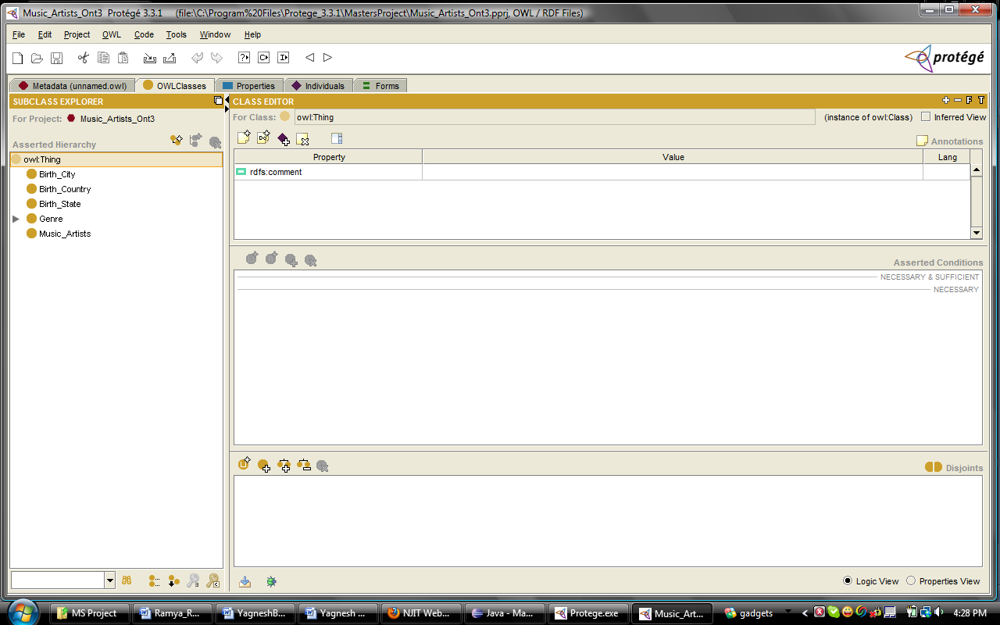 Music_Artists_Ont3 Protégé 3.3.1 (file:\C:\Program%20Files\Protege_3.3.1\MastersProject\Music_Artists_Ont3.pprj, OWL / RDF Files)
File Edit Project OWL Code Tools Window Help
protégé
Metadata (unnamed.owl) OWLClasses Properties Individuals Forms
SUBCLASS EXPLORER
For Project: Music_Artists_Ont3
Asserted Hierarchy
owl:Thing
Birth_City
Birth_Country
Birth_State
Genre
Music_Artists
CLASS EDITOR
F T
For Class: owl:Thing (instance of owl:Class) Inferred View
Annotations
Property Value Lang
rdfs:comment
Asserted Conditions
NECESSARY & SUFFICIENT
NECESSARY
Disjoints
Logic View Properties View
MS Project Ramya_R... YagneshB... Yagnesh ... NJIT Web... Java - Ma... Protege.exe Music_Art... gadgets 4:28 PM